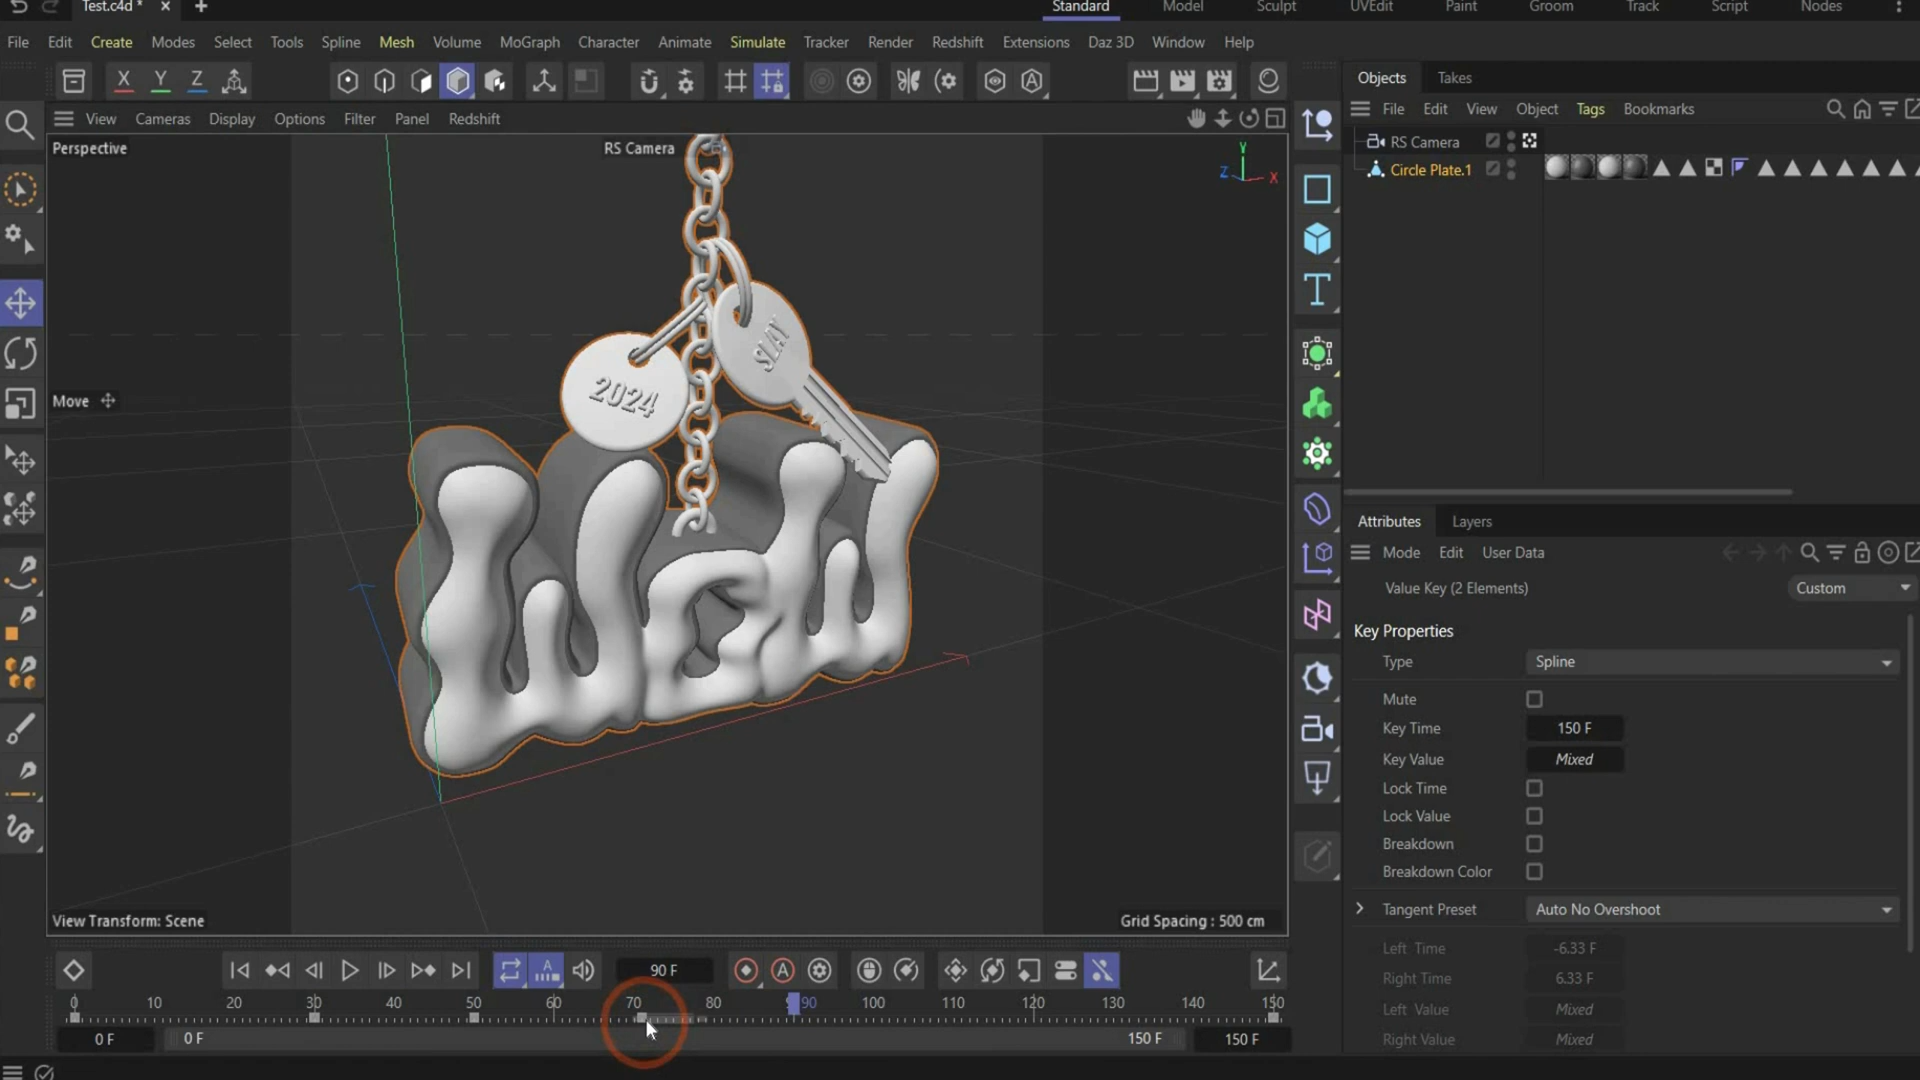 Test.c4d *
Standard
Model
Sculpt
UVEdit
Paint
Groom
Track
Script
Nodes
File Edit Create Modes Select Tools Spline Mesh Volume MoGraph Character Animate Simulate Tracker Render Redshift Extensions Daz 3D Window Help
X Y Z
Objects Takes
File Edit View Object Tags Bookmarks
View Cameras Display Options Filter Panel Redshift
Perspective
RS Camera
Y
Z
X
RS Camera
Circle Plate.1
SLAY
2024
Move
Attributes Layers
Mode Edit User Data
Value Key (2 Elements)
Custom
Key Properties
Type Spline
Mute
Key Time 150 F
Key Value Mixed
Lock Time
Lock Value
Breakdown
Breakdown Color
Tangent Preset Auto No Overshoot
Left Time -6.33 F
Right Time 6.33 F
Left Value Mixed
Right Value Mixed
View Transform: Scene
Grid Spacing : 500 cm
90 F
0 10 20 30 40 50 60 70 80 90 100 110 120 130 140 150
0 F
0 F
150 F
150 F